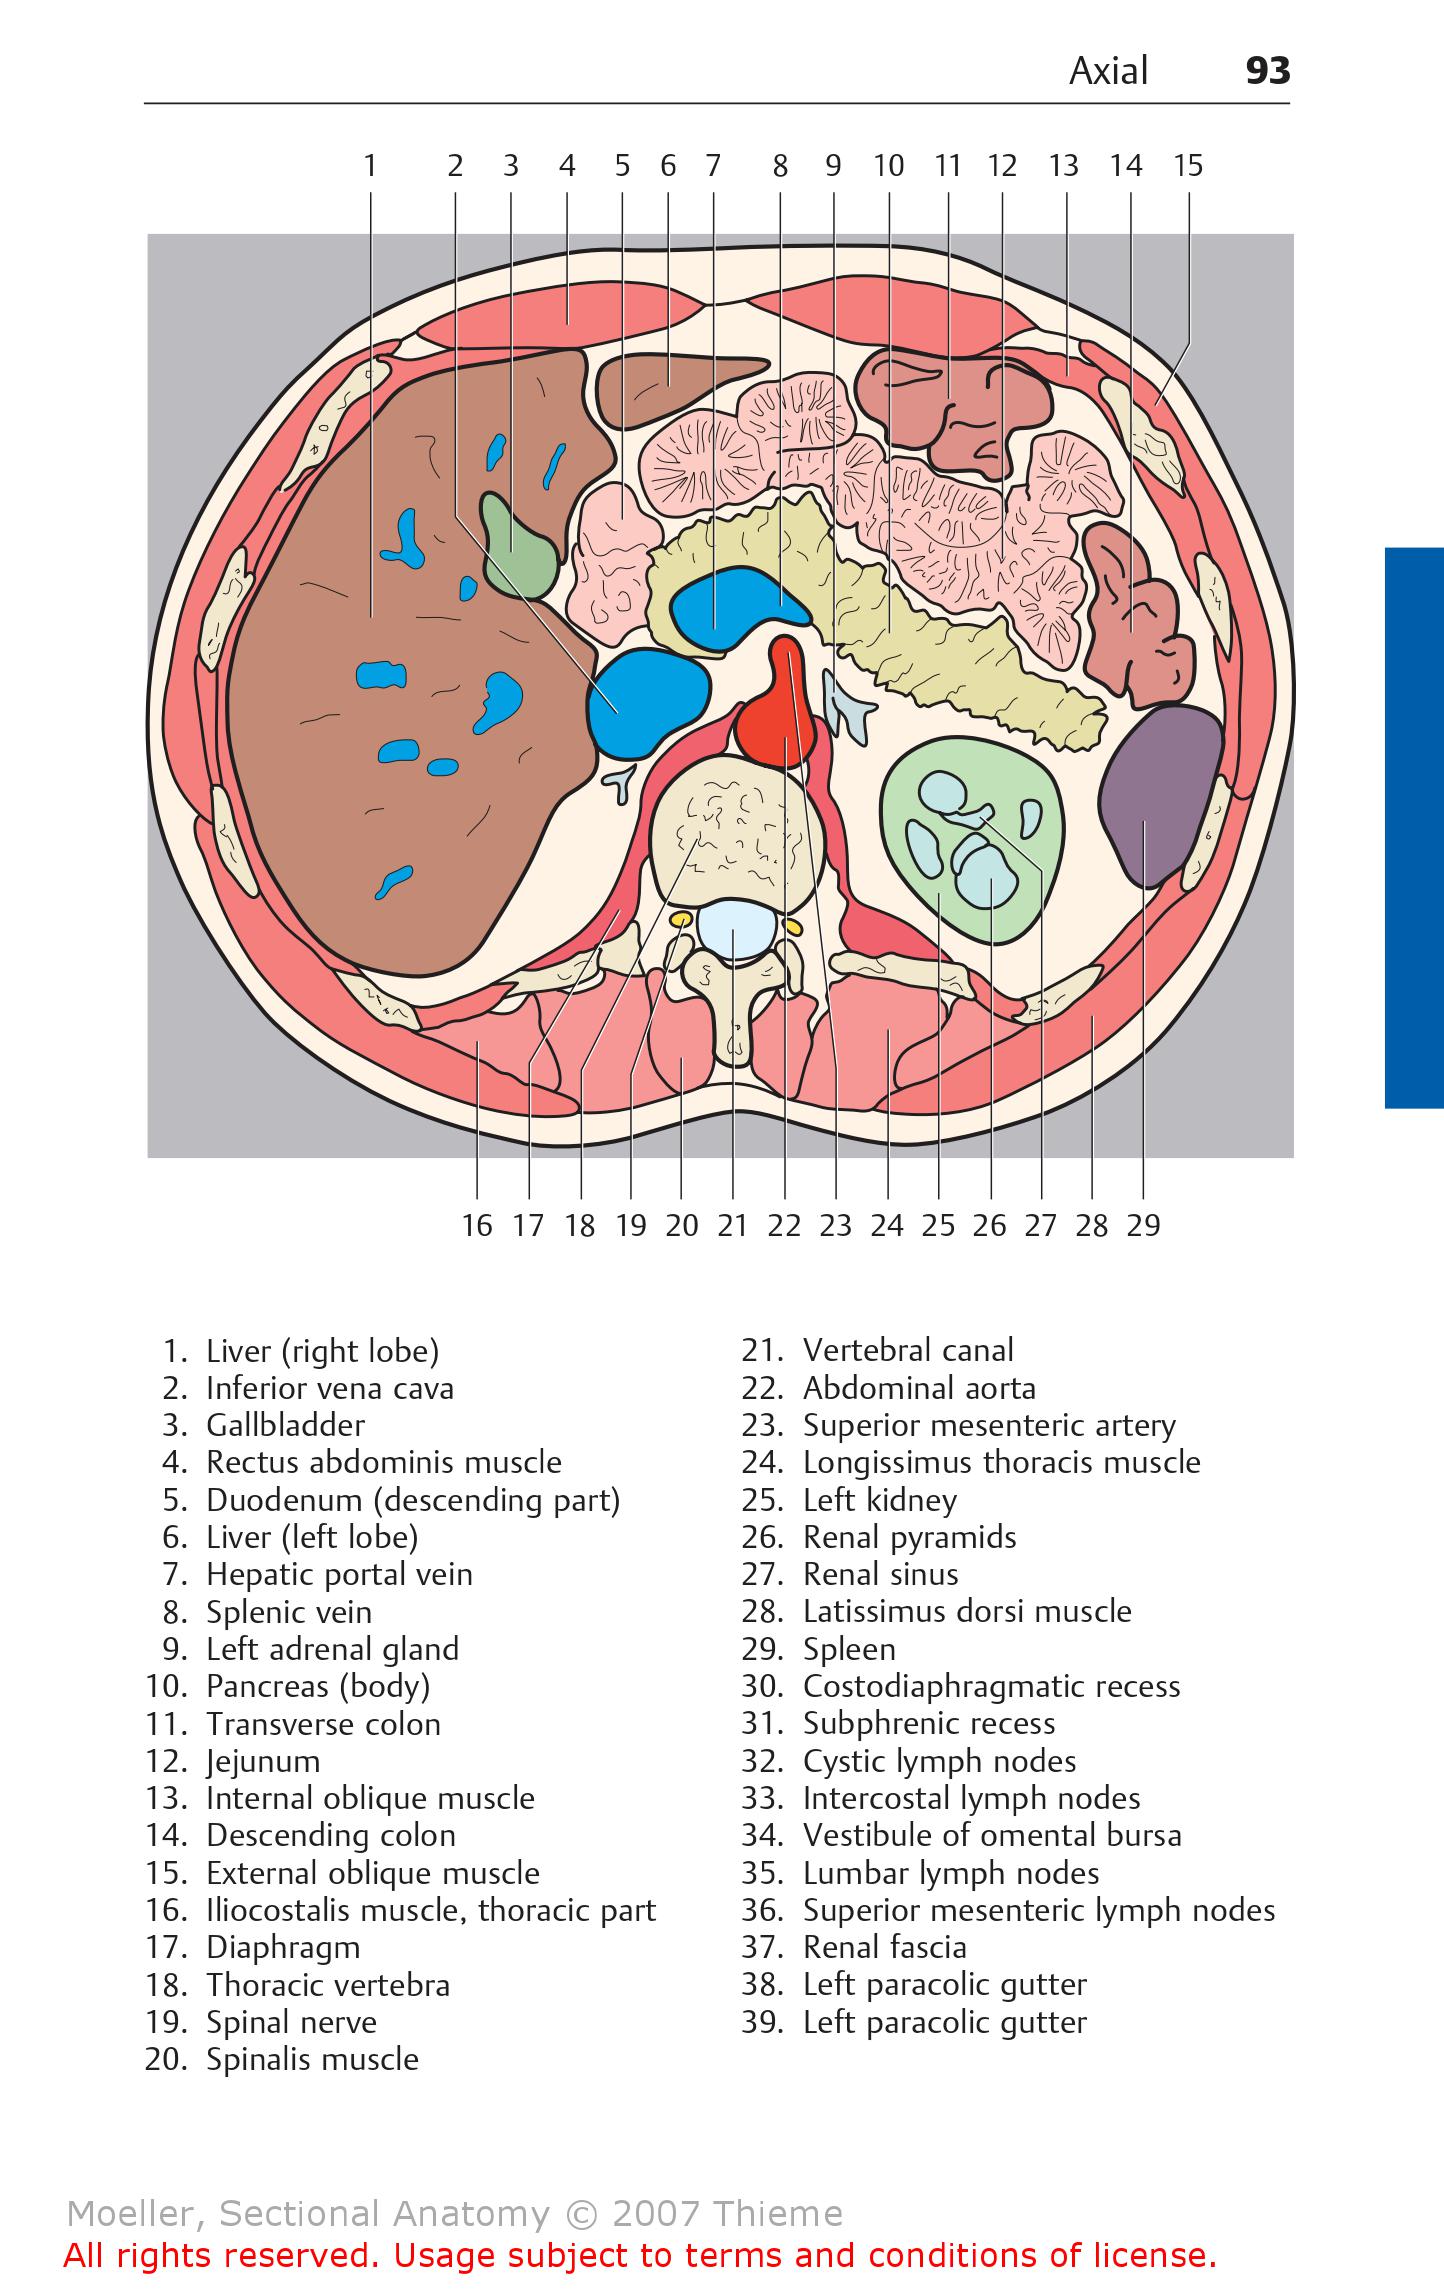 Axial 93
1 2 3 4 5 6 7 8 9 10 11 12 13 14 15
16 17 18 19 20 21 22 23 24 25 26 27 28 29
1. Liver (right lobe)
2. Inferior vena cava
3. Gallbladder
4. Rectus abdominis muscle
5. Duodenum (descending part)
6. Liver (left lobe)
7. Hepatic portal vein
8. Splenic vein
9. Left adrenal gland
10. Pancreas (body)
11. Transverse colon
12. Jejunum
13. Internal oblique muscle
14. Descending colon
15. External oblique muscle
16. Iliocostalis muscle, thoracic part
17. Diaphragm
18. Thoracic vertebra
19. Spinal nerve
20. Spinalis muscle
21. Vertebral canal
22. Abdominal aorta
23. Superior mesenteric artery
24. Longissimus thoracis muscle
25. Left kidney
26. Renal pyramids
27. Renal sinus
28. Latissimus dorsi muscle
29. Spleen
30. Costodiaphragmatic recess
31. Subphrenic recess
32. Cystic lymph nodes
33. Intercostal lymph nodes
34. Vestibule of omental bursa
35. Lumbar lymph nodes
36. Superior mesenteric lymph nodes
37. Renal fascia
38. Left paracolic gutter
39. Left paracolic gutter
Moeller, Sectional Anatomy © 2007 Thieme
All rights reserved. Usage subject to terms and conditions of license.